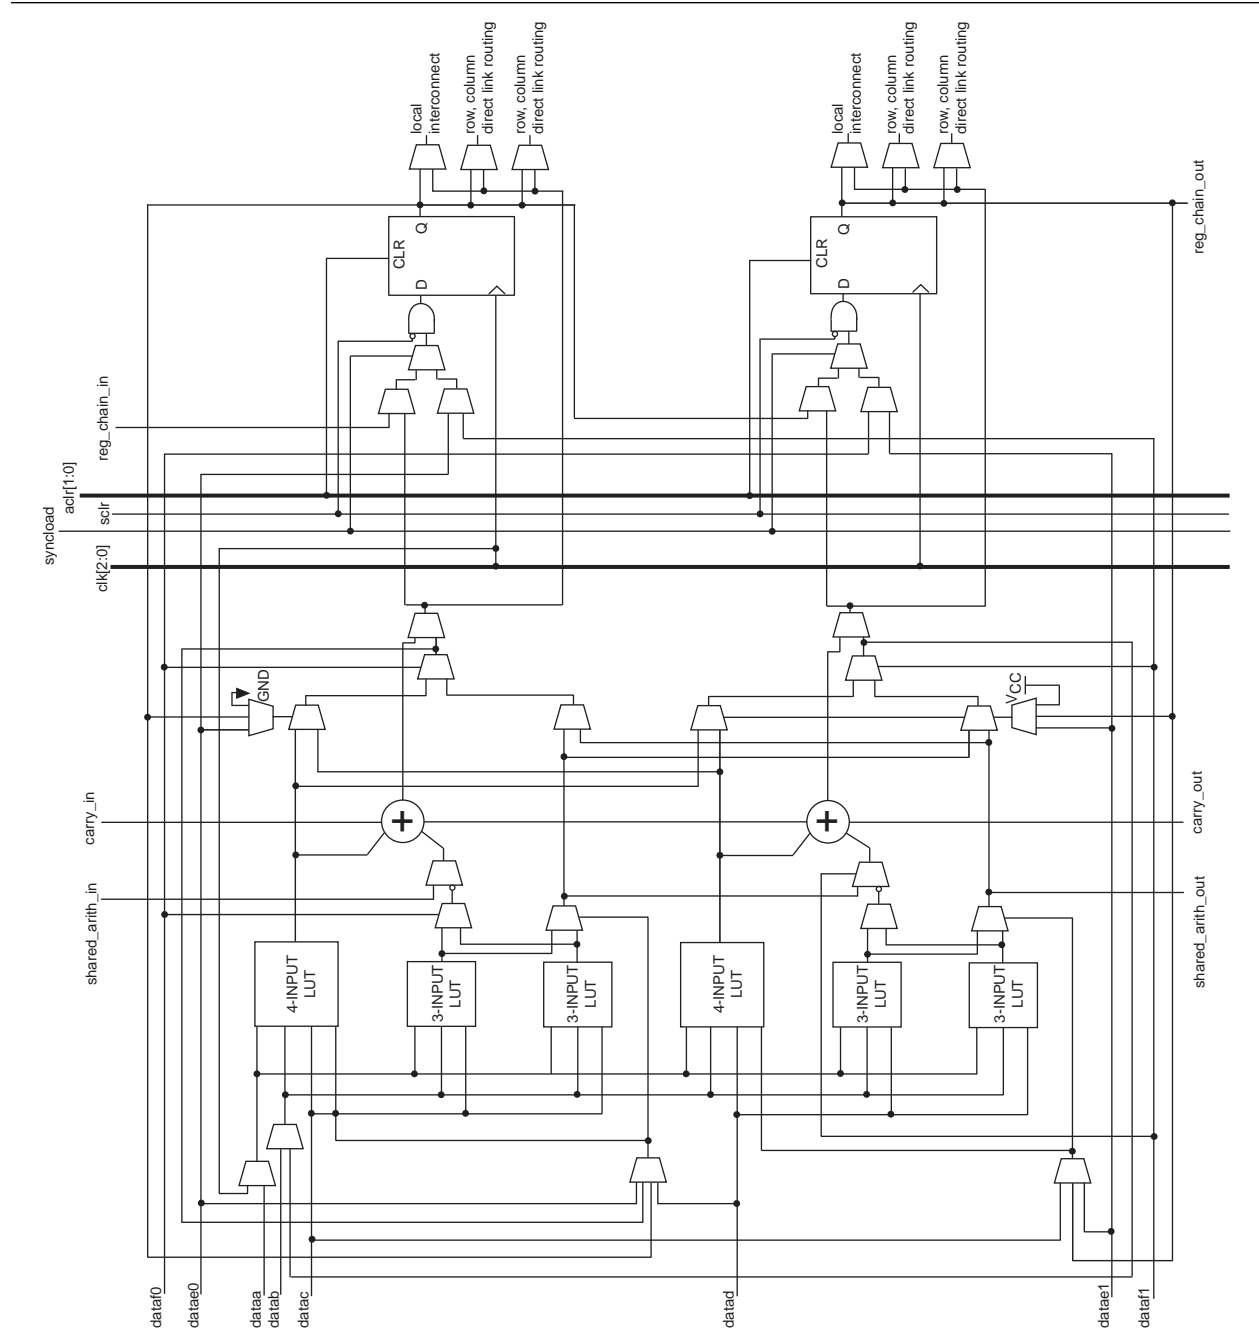 local
interconnect
row, column
direct link routing
row, column
direct link routing
local
interconnect
row, column
direct link routing
row, column
direct link routing
reg_chain_out
CLR
Q
D
CLR
Q
D
reg_chain_in
aclr[1:0]
sclr
syncload
clk[2:0]
GND
VCC
carry_in
+
+
carry_out
shared_arith_in
shared_arith_out
4-INPUT
LUT
3-INPUT
LUT
3-INPUT
LUT
4-INPUT
LUT
3-INPUT
LUT
3-INPUT
LUT
dataf0
datae0
dataa
datab
datac
datad
datae1
dataf1